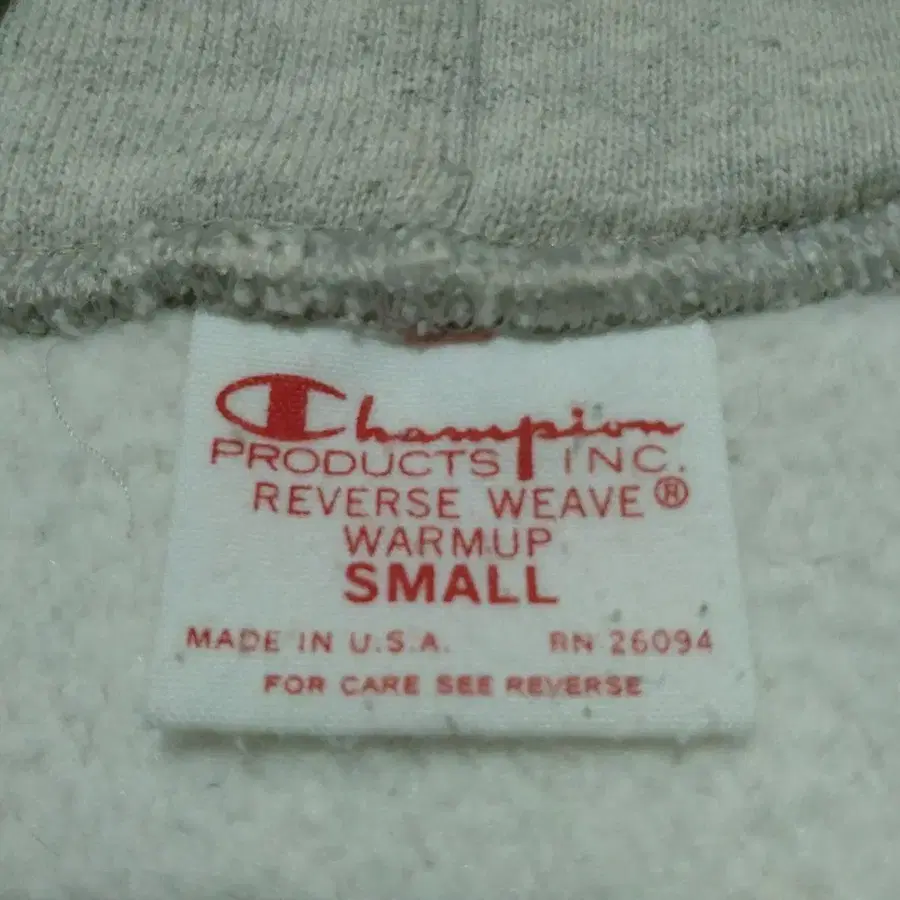 Champion
PRODUCTS INC.
REVERSE WEAVE®
WARMUP
SMALL
MADE IN U.S.A. RN 26094
FOR CARE SEE REVERSE